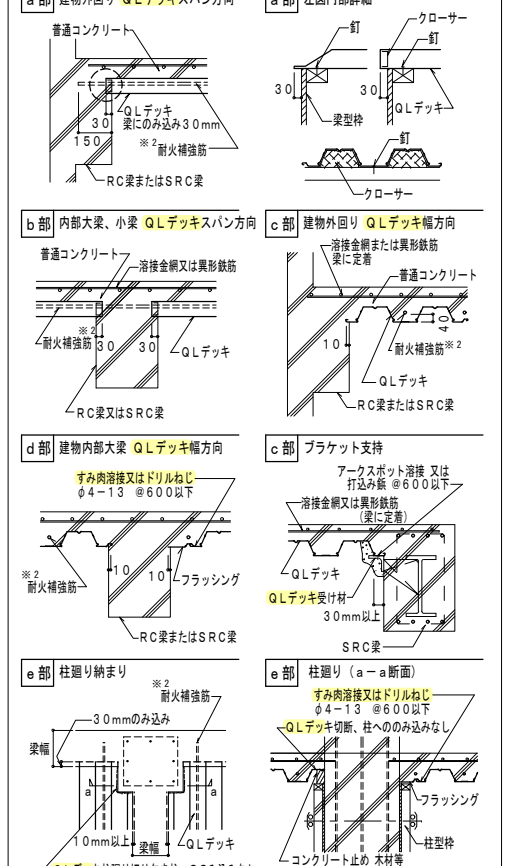 a部 建物外回り QLデッキスパン方向
普通コンクリート
QLデッキ
30
梁にのみ込み30mm
150
※2
耐火補強筋
RC梁またはSRC梁
クローサー
釘
釘
30
30
QLデッキ
梁型枠
釘
クローサー
b部 内部大梁、小梁 QLデッキスパン方向
普通コンクリート
溶接金網又は異形鉄筋
※2
耐火補強筋
30
30
QLデッキ
RC梁又はSRC梁
c部 建物外回り QLデッキ幅方向
溶接金網または異形鉄筋
梁に定着
普通コンクリート
10
40
耐火補強筋※2
QLデッキ
RC梁またはSRC梁
d部 建物内部大梁 QLデッキ幅方向
すみ肉溶接又はドリルねじ
φ4-13 @600以下
※2
耐火補強筋
10
10
フラッシング
RC梁またはSRC梁
c部 ブラケット支持
アークスポット溶接 又は
打込み鋲 @600以下
溶接金網又は異形鉄筋
(梁に定着)
QLデッキ
QLデッキ受け材
30mm以上
SRC梁
e部 柱廻り納まり
※2
耐火補強筋
30mmのみ込み
梁幅
a
a
10mm以上
梁幅
QLデッキ
e部 柱廻り (a-a断面)
すみ肉溶接又はドリルねじ
φ4-13 @600以下
QLデッキ切断、柱へののみ込みなし
フラッシング
柱型枠
コンクリート止め 木材等